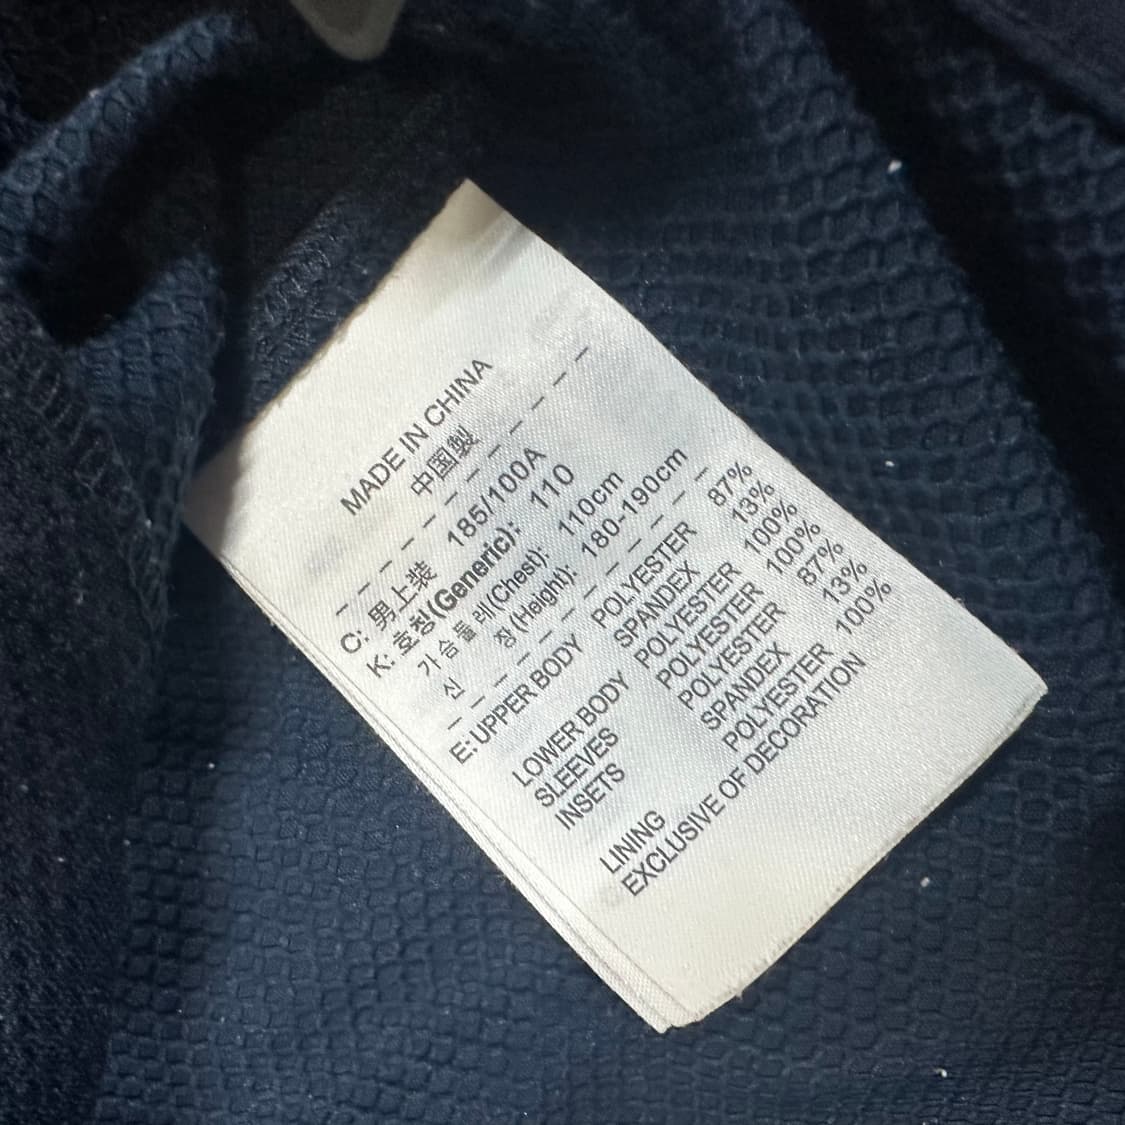 MADE IN CHINA
中国製
C: 男上装 185/100A
K: 호칭(Generic): 110
가슴둘레(Chest): 110cm
신 장(Height): 180-190cm
E: UPPER BODY POLYESTER 87%
SPANDEX 13%
LOWER BODY POLYESTER 100%
SLEEVES POLYESTER 100%
INSETS POLYESTER 87%
SPANDEX 13%
LINING POLYESTER 100%
EXCLUSIVE OF DECORATION